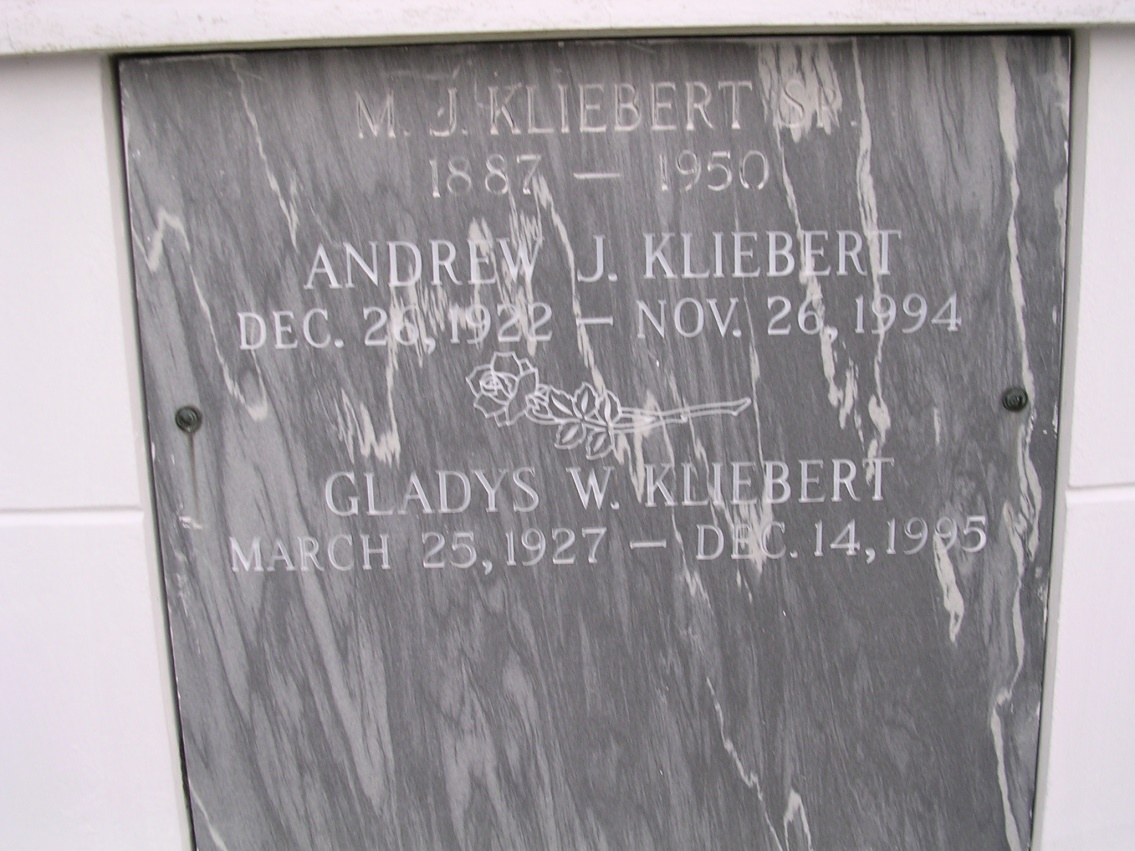 M. J. KLIEBERT SR.
1887 — 1950
ANDREW J. KLIEBERT
DEC. 26, 1922 — NOV. 26, 1994
GLADYS W. KLIEBERT
MARCH 25, 1927 — DEC. 14, 1995